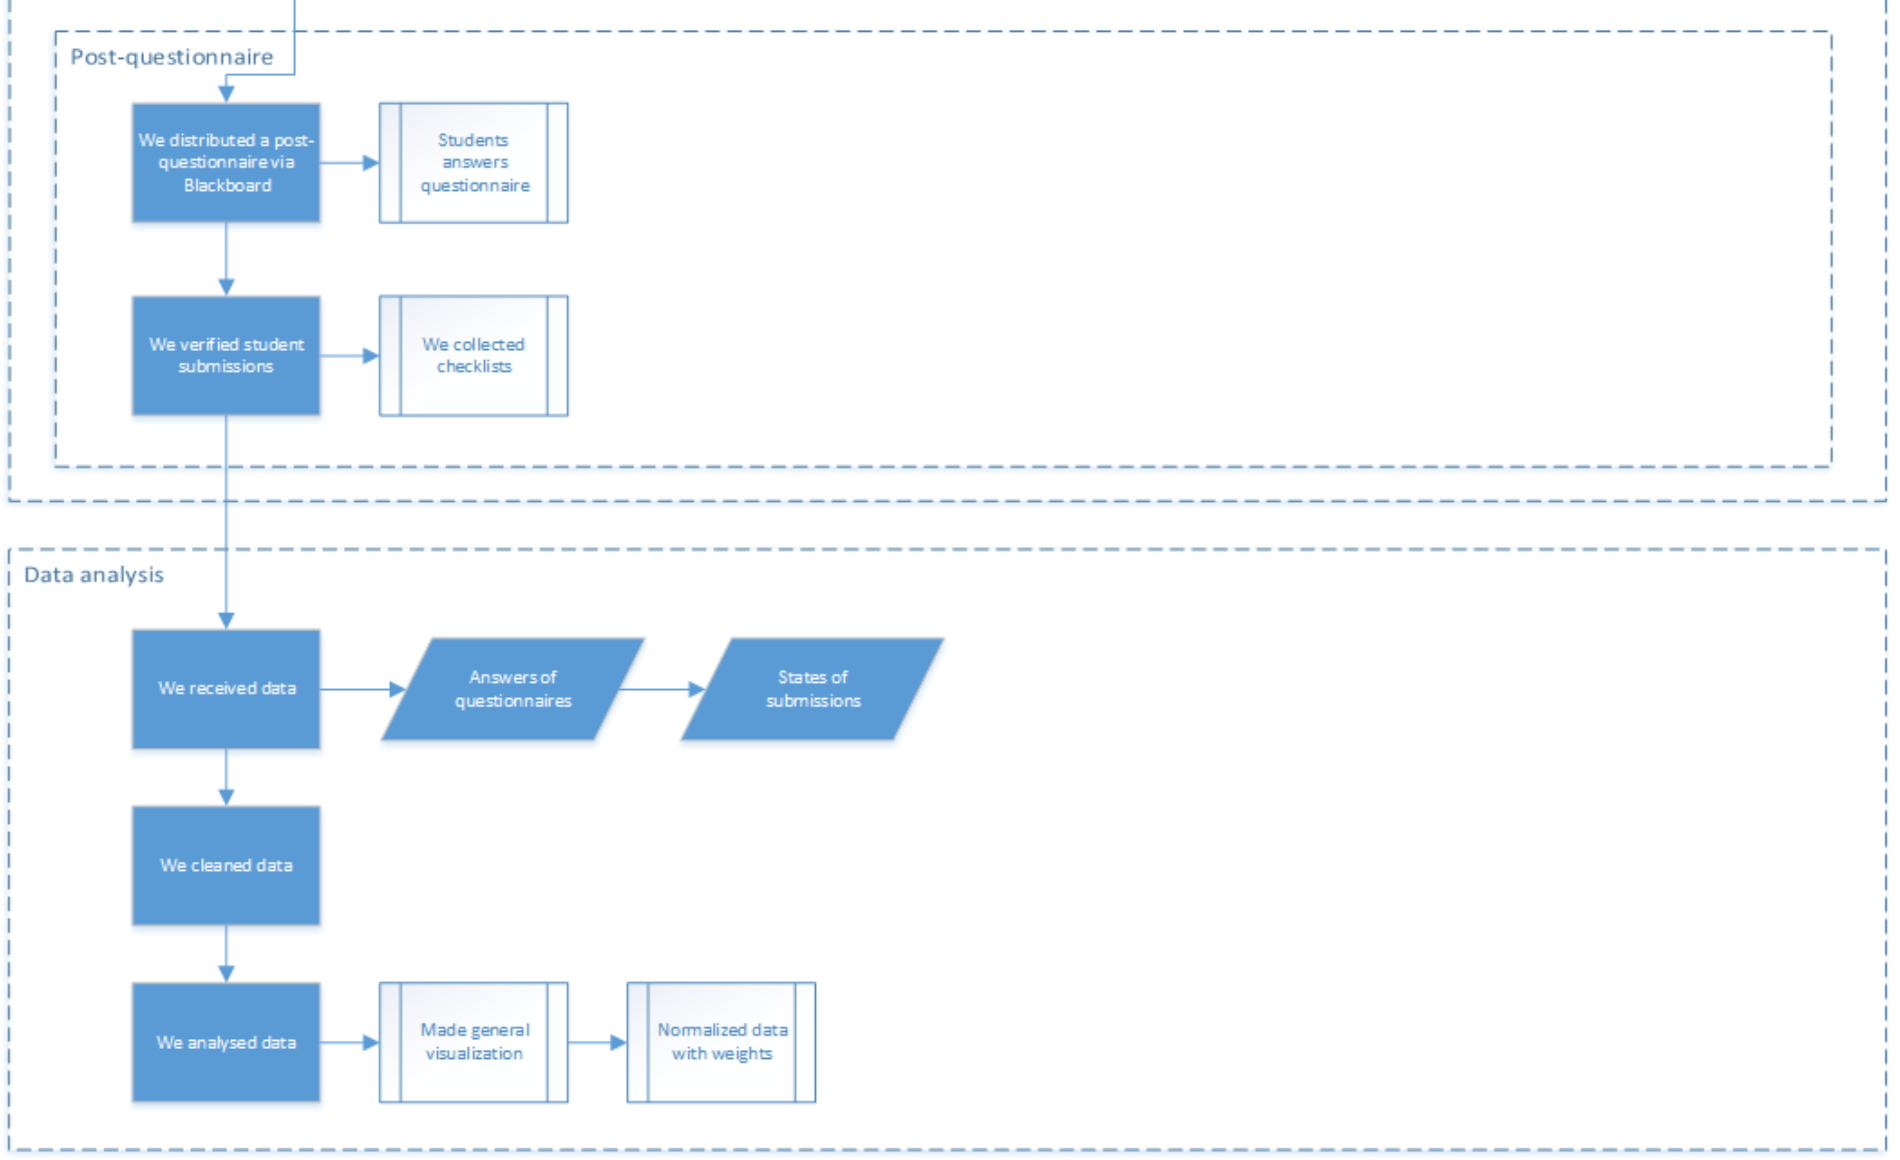 Post-questionnaire
We distributed a post-
questionnaire via
Blackboard
Students
answers
questionnaire
We verified student
submissions
We collected
checklists
Data analysis
We received data
Answers of
questionnaires
States of
submissions
We cleaned data
We analysed data
Made general
visualization
Normalized data
with weights